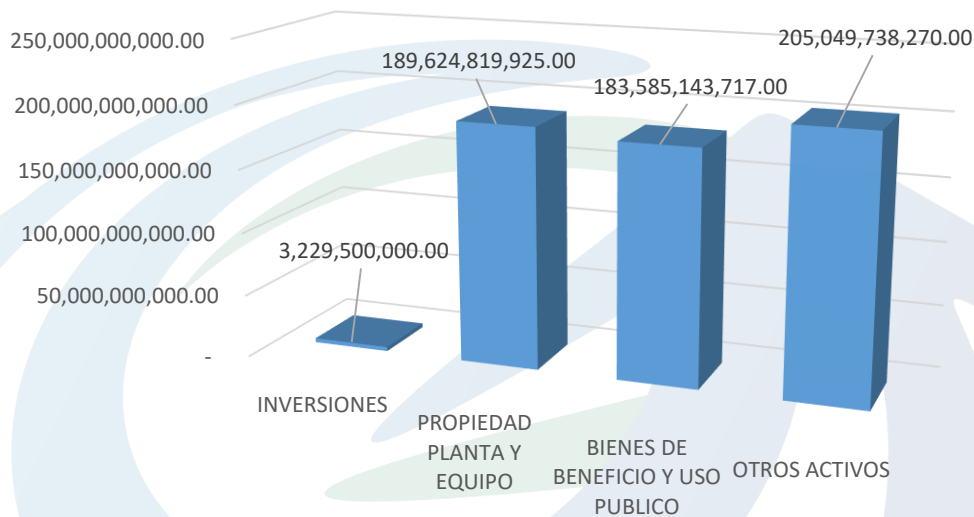 250,000,000,000.00
200,000,000,000.00
150,000,000,000.00
100,000,000,000.00
50,000,000,000.00
-
3,229,500,000.00
189,624,819,925.00
183,585,143,717.00
205,049,738,270.00
INVERSIONES
PROPIEDAD
PLANTA Y
EQUIPO
BIENES DE
BENEFICIO Y USO
PUBLICO
OTROS ACTIVOS